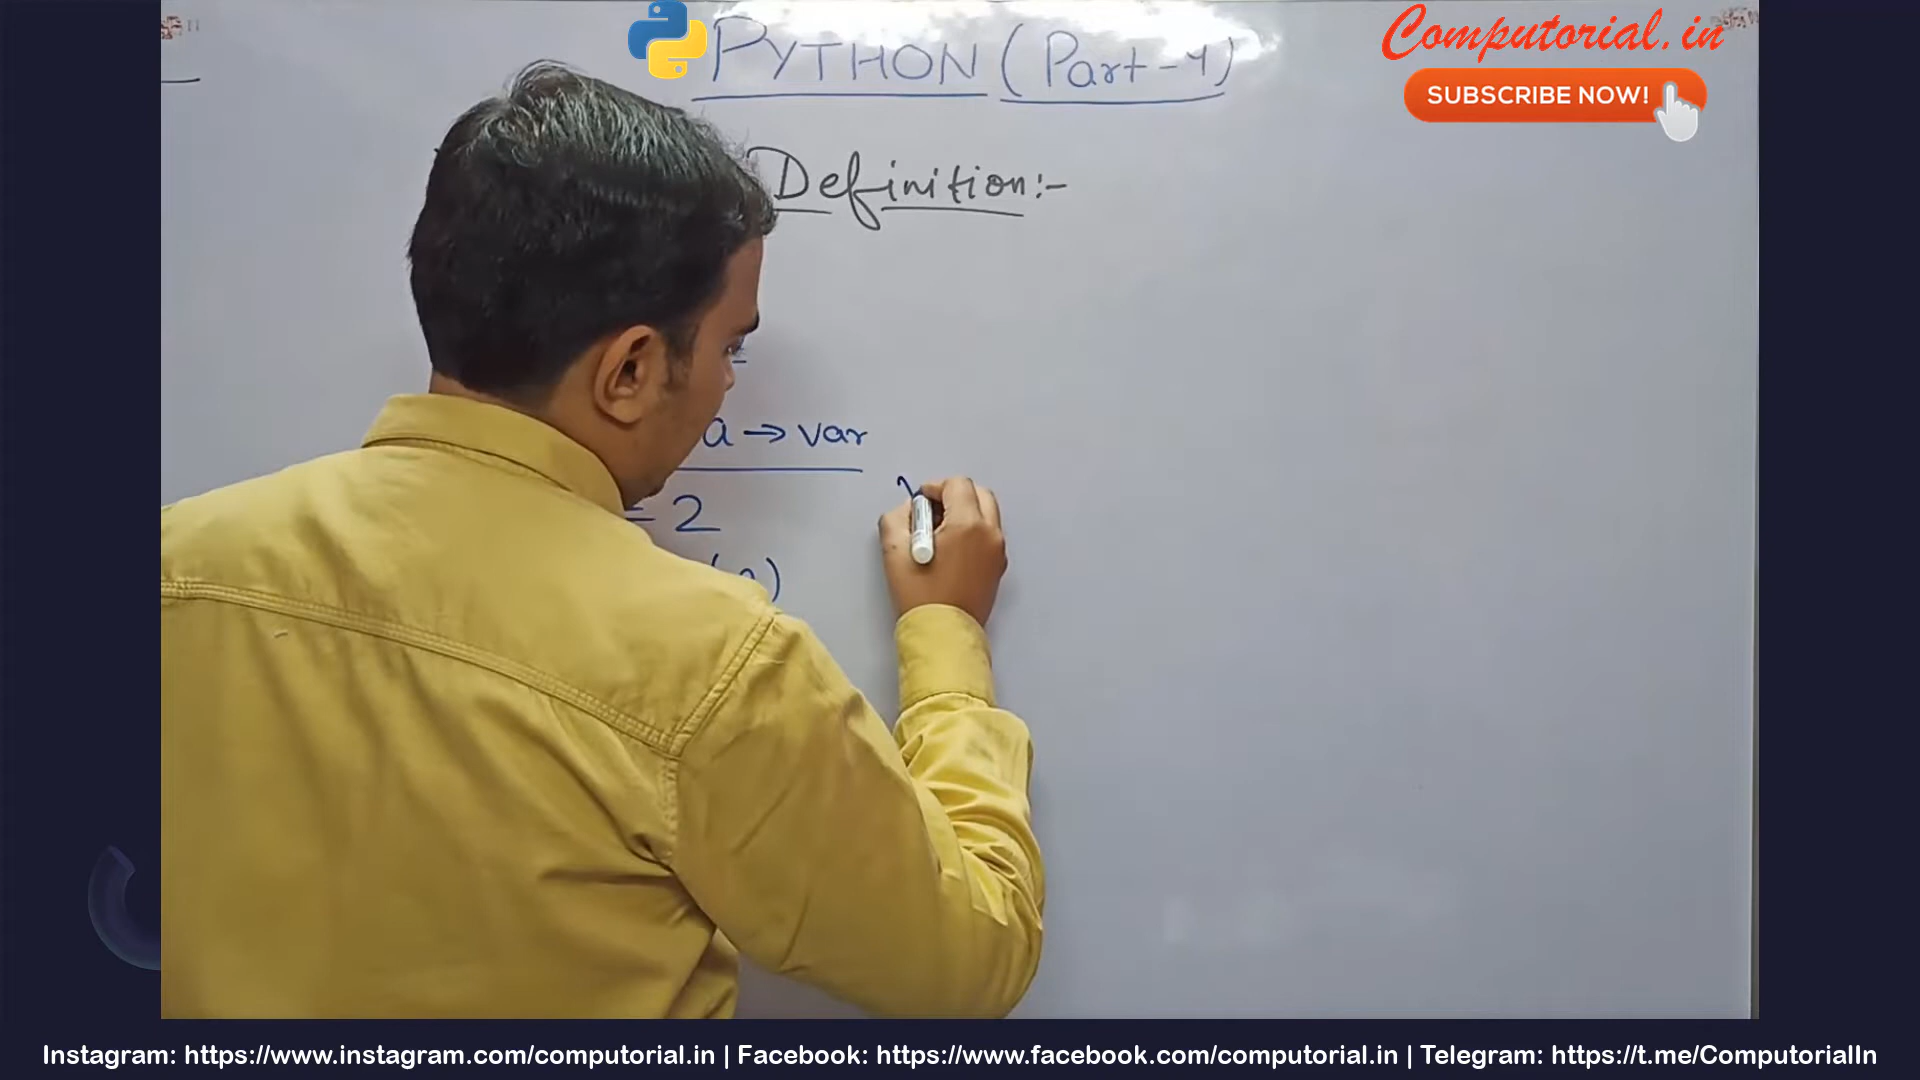 PYTHON (Part-1)
Computorial.in
SUBSCRIBE NOW!
Definition:-
a → var
= 2
Instagram: https://www.instagram.com/computorial.in | Facebook: https://www.facebook.com/computorial.in | Telegram: https://t.me/ComputorialIn